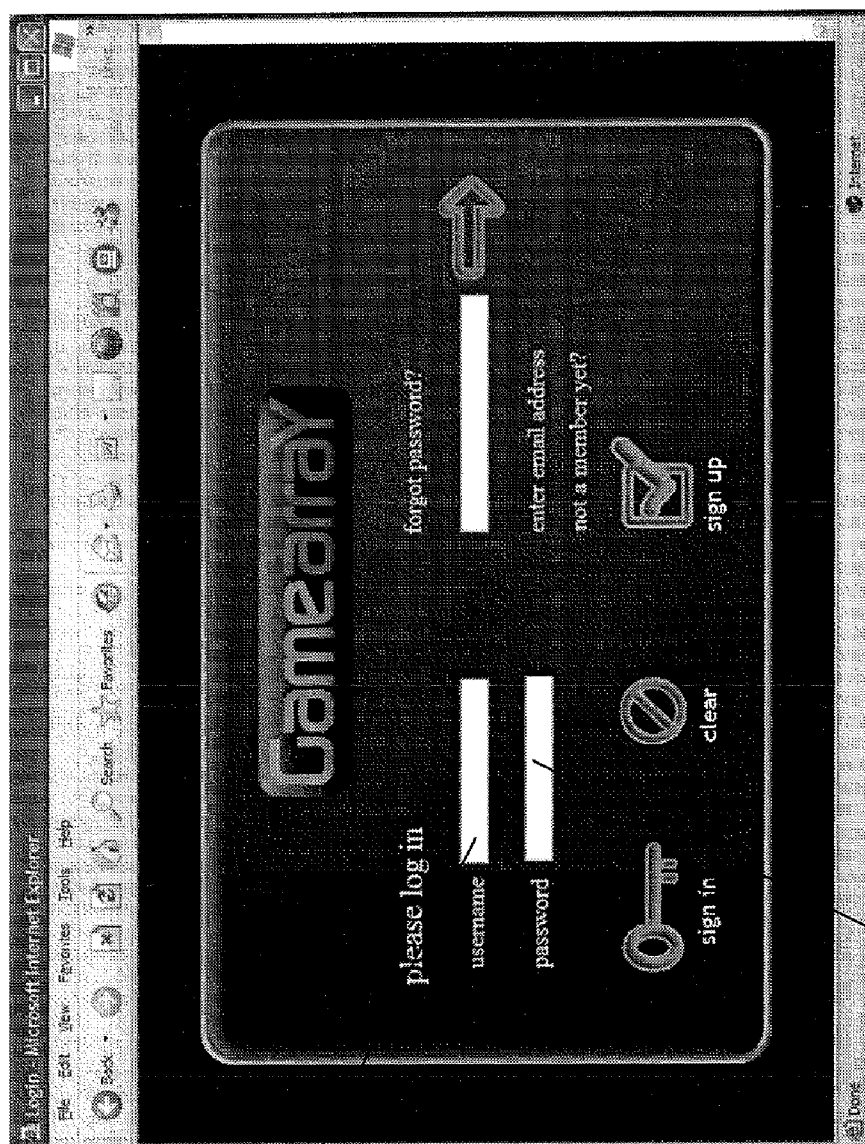 Login - Microsoft Internet Explorer
File Edit View Favorites Tools Help
Back Search Favorites
Gamearray
please log in
username
password
sign in
clear
forgot password?
enter email address
not a member yet?
sign up
Done
Internet